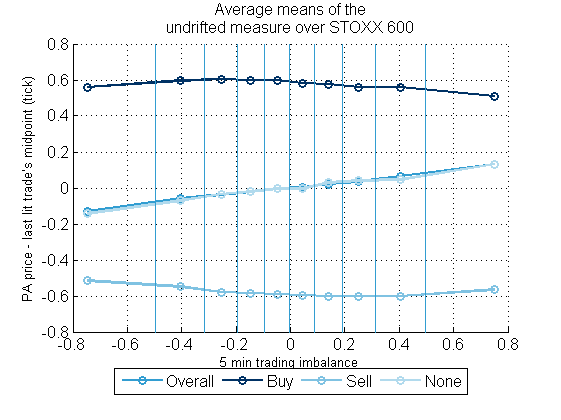 Average means of the
undrifted measure over STOXX 600
PA price - last lit trade's midpoint (tick)
0.8
0.6
0.4
0.2
0
-0.2
-0.4
-0.6
-0.8
-0.8 -0.6 -0.4 -0.2 0 0.2 0.4 0.6 0.8
5 min trading imbalance
Overall Buy Sell None